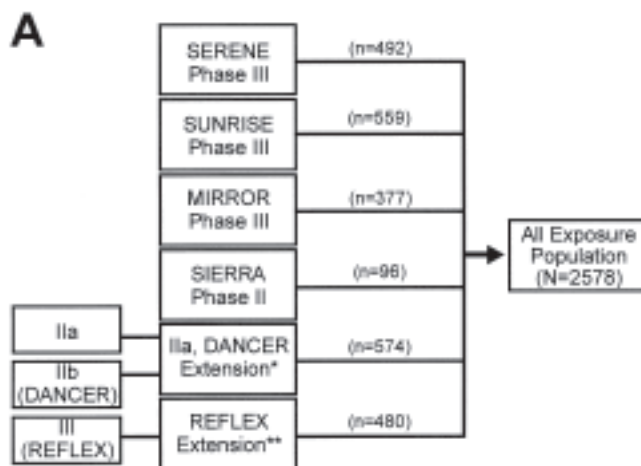 A
SERENE
Phase III
(n=492)
SUNRISE
Phase III
(n=559)
MIRROR
Phase III
(n=377)
All Exposure
Population
(N=2578)
SIERRA
Phase II
(n=96)
IIa
IIa, DANCER
Extension*
(n=574)
IIb
(DANCER)
III
(REFLEX)
REFLEX
Extension**
(n=480)